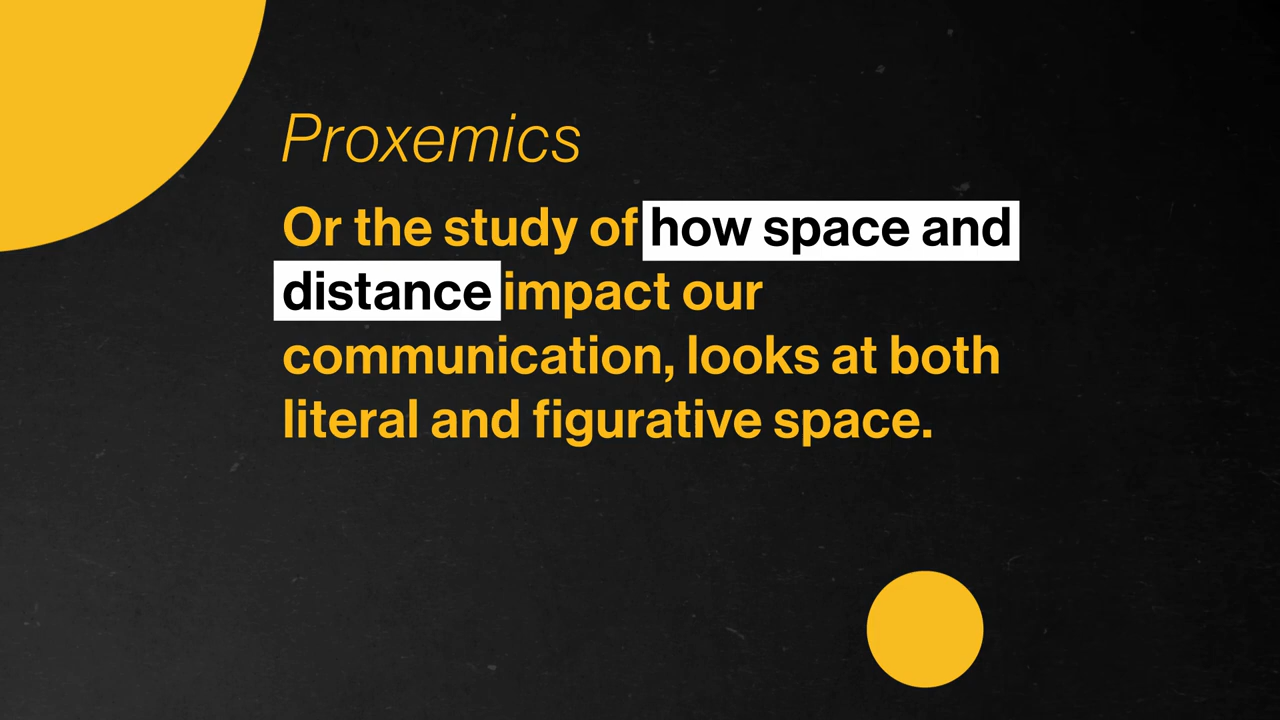 Proxemics
Or the study of how space and
distance impact our
communication, looks at both
literal and figurative space.